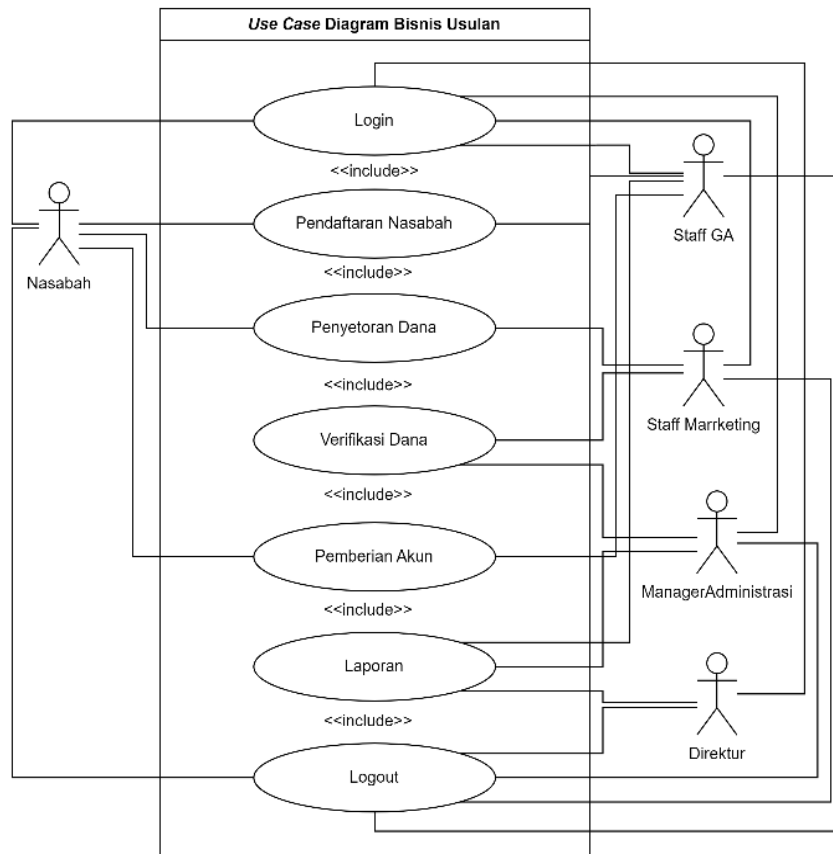 Use Case Diagram Bisnis Usulan
Login
<<include>>
Staff GA
Pendaftaran Nasabah
Nasabah
<<include>>
Penyetoran Dana
<<include>>
Staff Marrketing
Verifikasi Dana
<<include>>
Pemberian Akun
ManagerAdministrasi
<<include>>
Laporan
<<include>>
Direktur
Logout